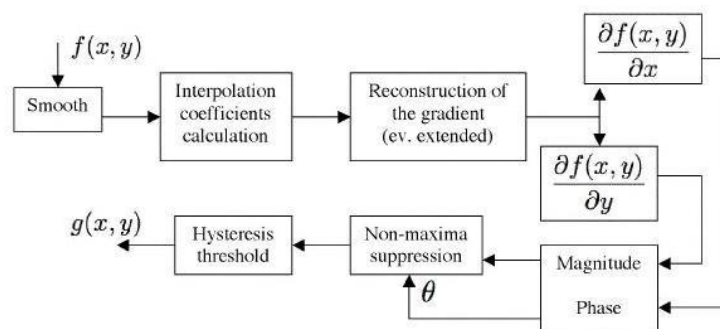 f(x, y)
Smooth
Interpolation
coefficients
calculation
Reconstruction of
the gradient
(ev. extended)
∂f(x, y)
∂x
∂f(x, y)
∂y
g(x, y)
Hysteresis
threshold
Non-maxima
suppression
θ
Magnitude
Phase